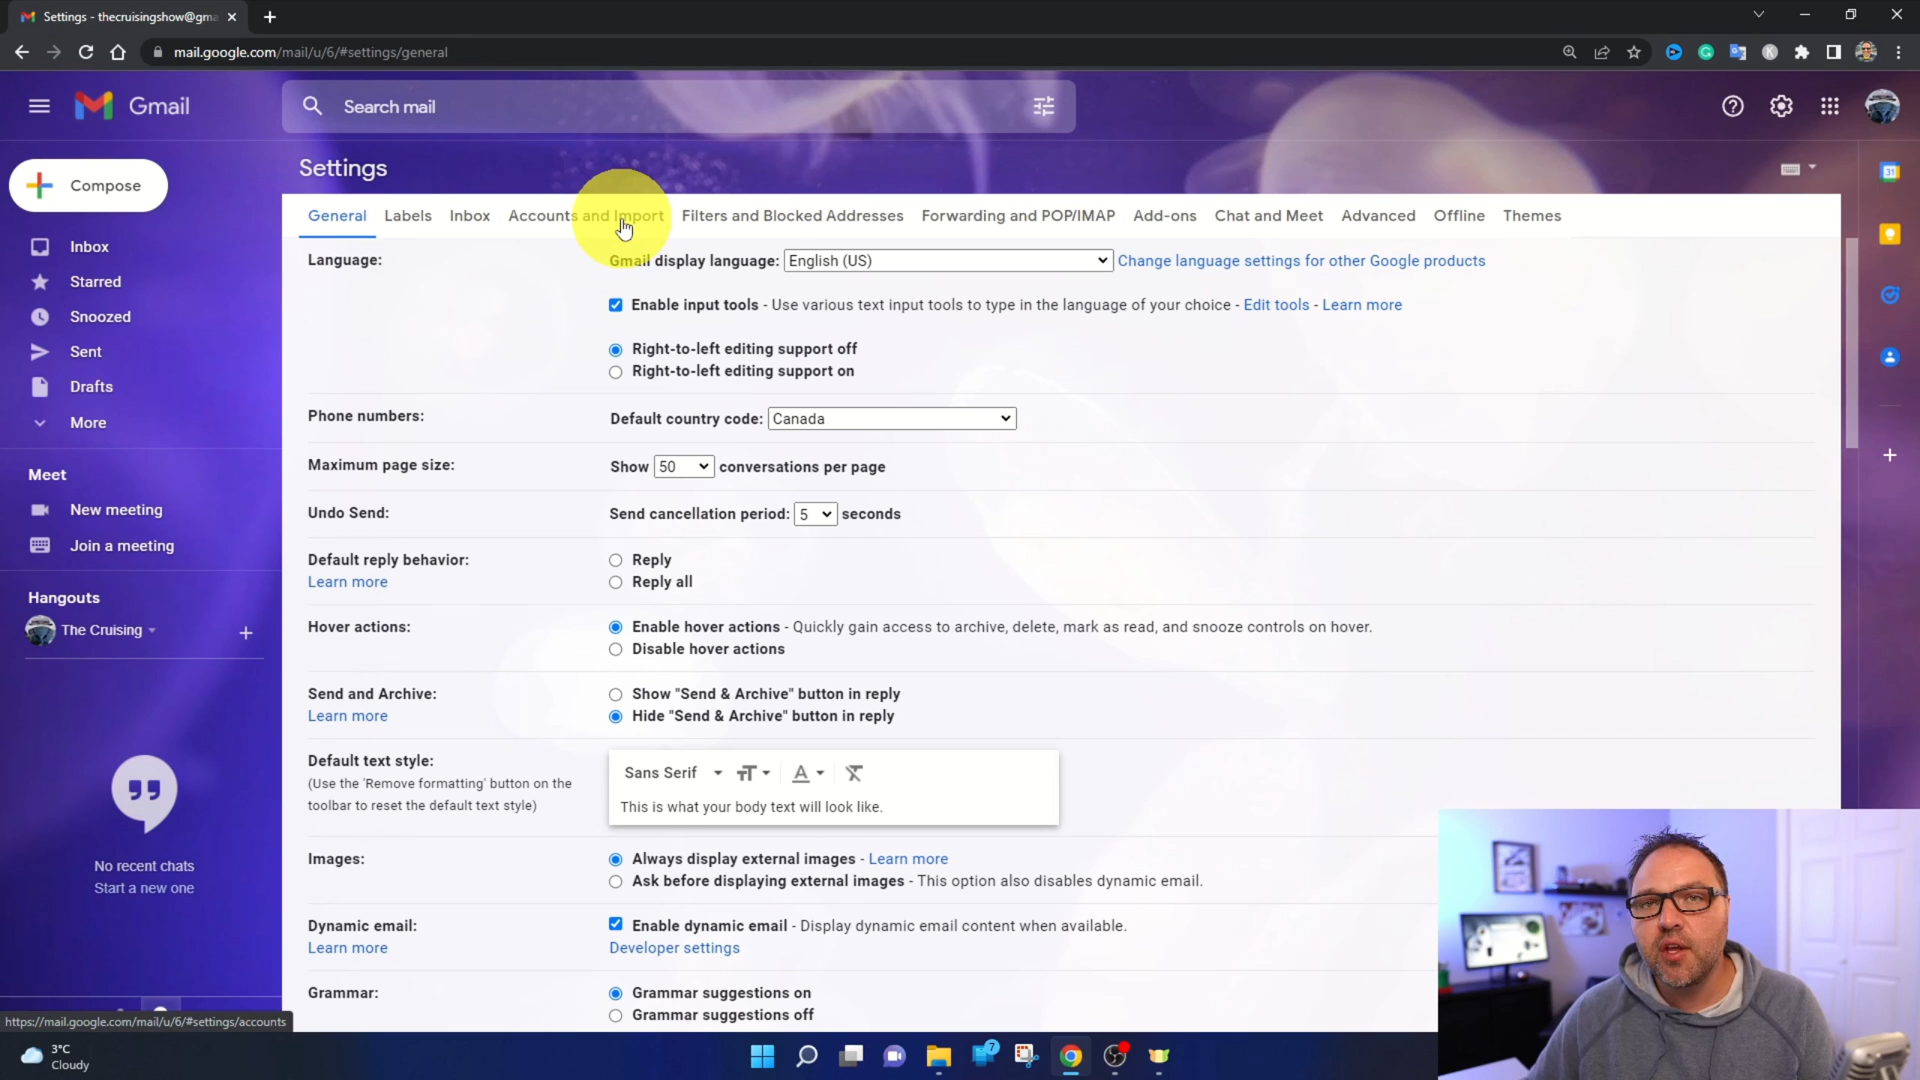 Settings - thecruisingshow@gma
mail.google.com/mail/u/6/#settings/general
Gmail
Search mail
Compose
Settings
General Labels Inbox Accounts and Import Filters and Blocked Addresses Forwarding and POP/IMAP Add-ons Chat and Meet Advanced Offline Themes
Inbox
Starred
Snoozed
Sent
Drafts
More
Meet
New meeting
Join a meeting
Hangouts
The Cruising
No recent chats
Start a new one
Language:
Gmail display language: English (US) Change language settings for other Google products
Enable input tools - Use various text input tools to type in the language of your choice - Edit tools - Learn more
Right-to-left editing support off
Right-to-left editing support on
Phone numbers:
Default country code: Canada
Maximum page size:
Show 50 conversations per page
Undo Send:
Send cancellation period: 5 seconds
Default reply behavior:
Learn more
Reply
Reply all
Hover actions:
Enable hover actions - Quickly gain access to archive, delete, mark as read, and snooze controls on hover.
Disable hover actions
Send and Archive:
Learn more
Show "Send & Archive" button in reply
Hide "Send & Archive" button in reply
Default text style:
(Use the 'Remove formatting' button on the
toolbar to reset the default text style)
Sans Serif
This is what your body text will look like.
Images:
Always display external images - Learn more
Ask before displaying external images - This option also disables dynamic email.
Dynamic email:
Learn more
Enable dynamic email - Display dynamic email content when available.
Developer settings
Grammar:
Grammar suggestions on
Grammar suggestions off
https://mail.google.com/mail/u/6/#settings/accounts
3°C
Cloudy
7
31
K